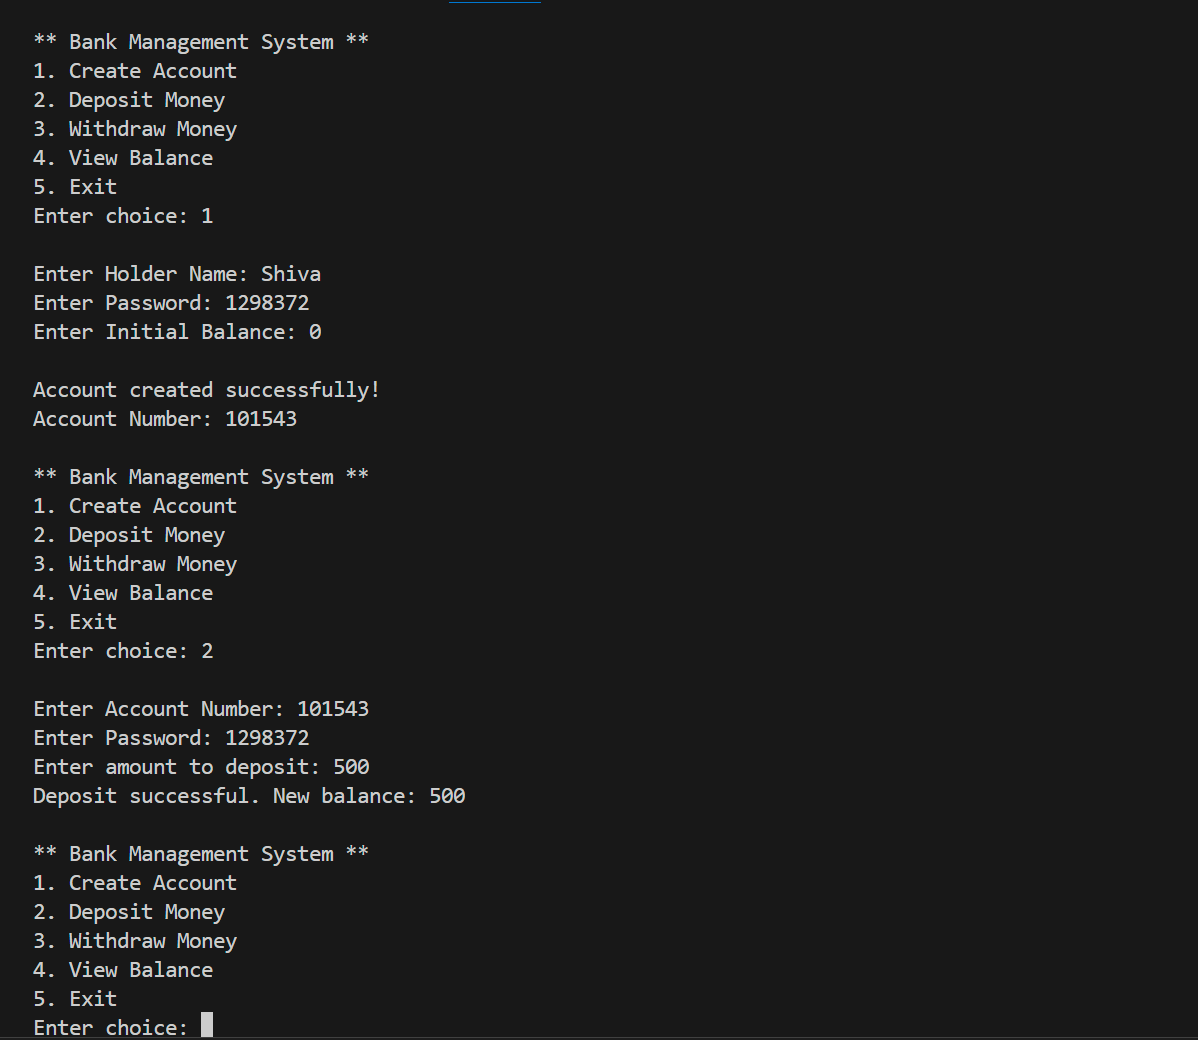 ** Bank Management System **
1. Create Account
2. Deposit Money
3. Withdraw Money
4. View Balance
5. Exit
Enter choice: 1
Enter Holder Name: Shiva
Enter Password: 1298372
Enter Initial Balance: 0
Account created successfully!
Account Number: 101543
** Bank Management System **
1. Create Account
2. Deposit Money
3. Withdraw Money
4. View Balance
5. Exit
Enter choice: 2
Enter Account Number: 101543
Enter Password: 1298372
Enter amount to deposit: 500
Deposit successful. New balance: 500
** Bank Management System **
1. Create Account
2. Deposit Money
3. Withdraw Money
4. View Balance
5. Exit
Enter choice: